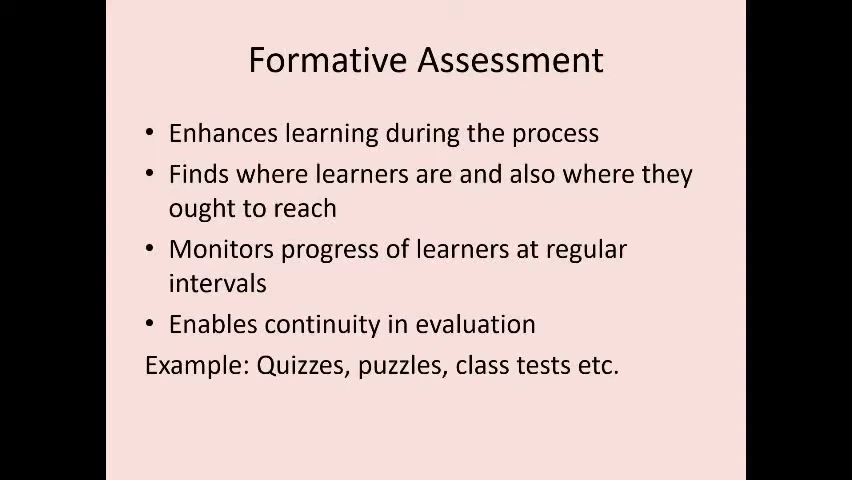 Formative Assessment
• Enhances learning during the process
• Finds where learners are and also where they
ought to reach
• Monitors progress of learners at regular
intervals
• Enables continuity in evaluation
Example: Quizzes, puzzles, class tests etc.